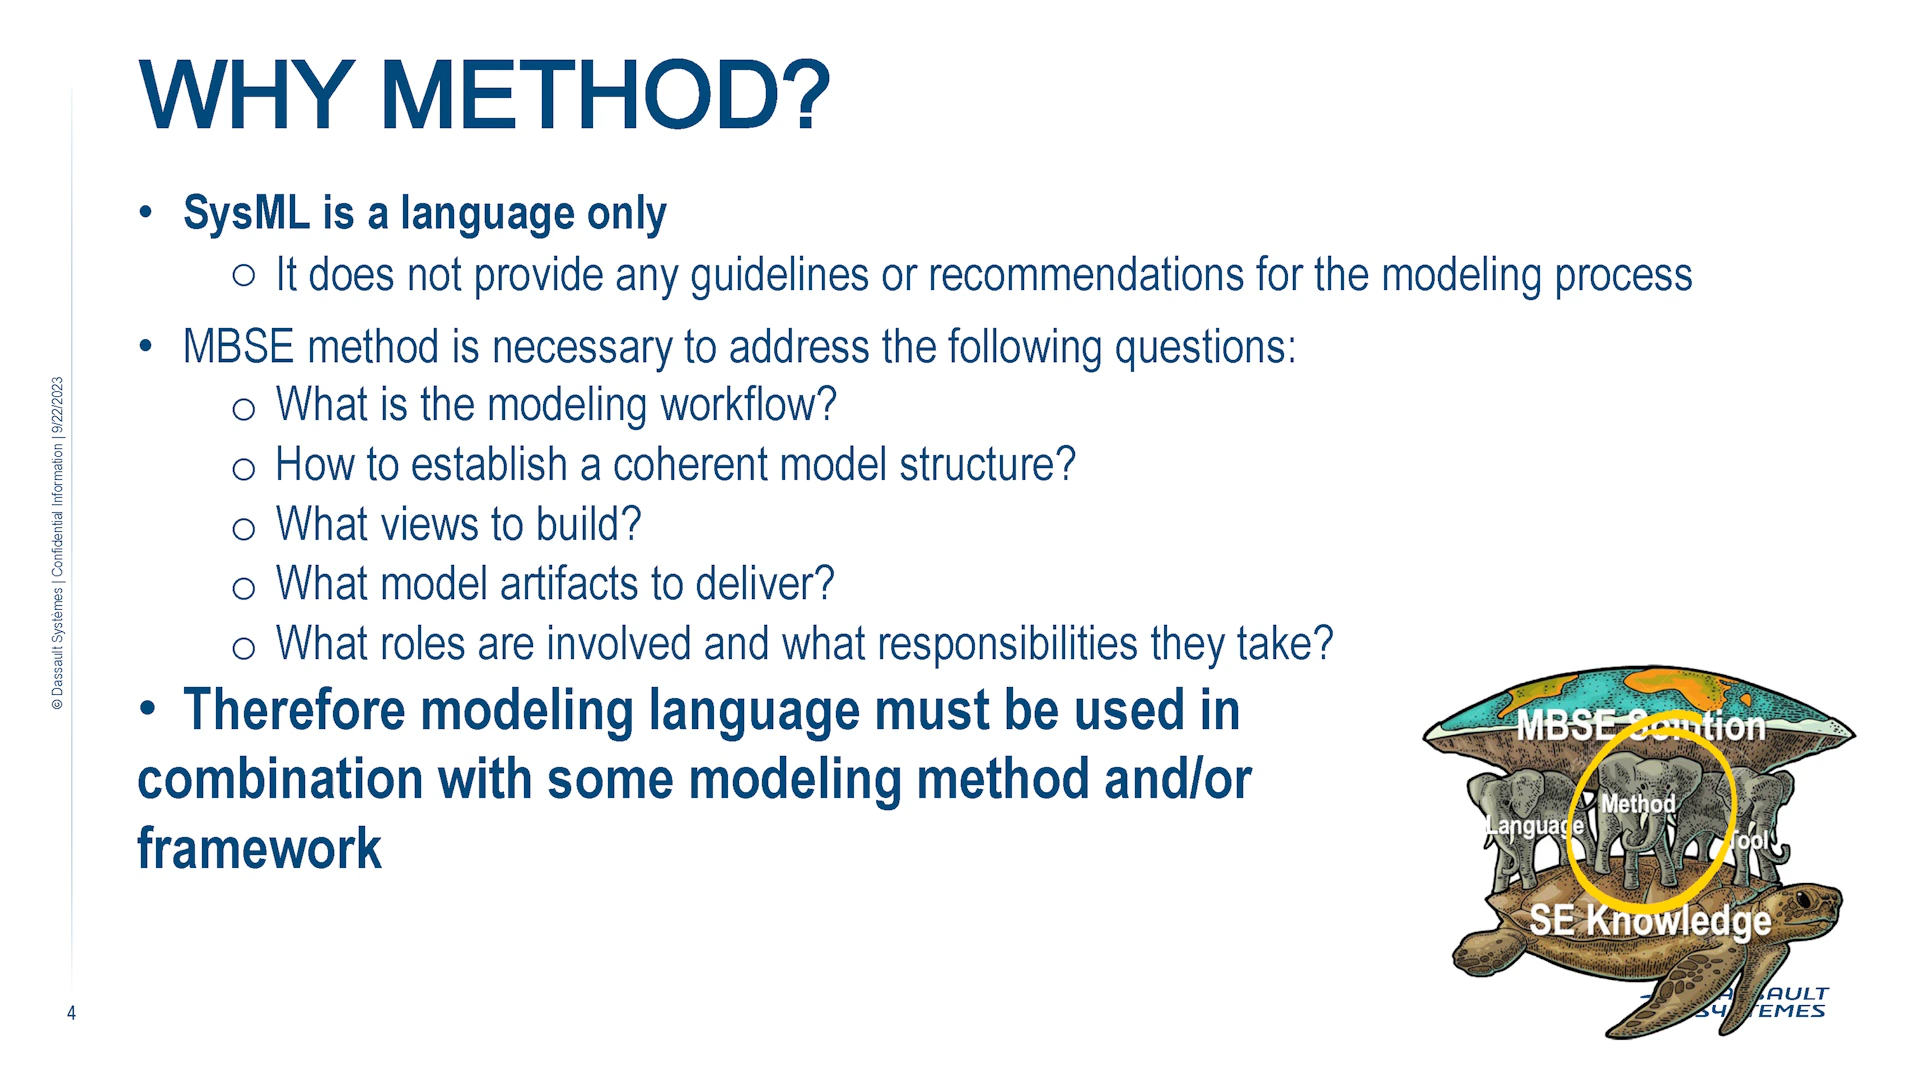 WHY METHOD?
• SysML is a language only
o It does not provide any guidelines or recommendations for the modeling process
• MBSE method is necessary to address the following questions:
o What is the modeling workflow?
o How to establish a coherent model structure?
o What views to build?
o What model artifacts to deliver?
o What roles are involved and what responsibilities they take?
• Therefore modeling language must be used in
combination with some modeling method and/or
framework
MBSE Solution
Method
Language
Tool
SE Knowledge
© Dassault Systèmes | Confidential Information | 9/22/2023
4